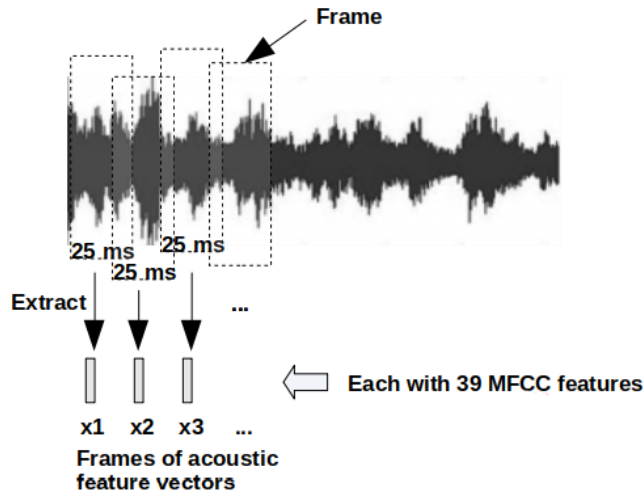 Frame
25 ms
25 ms
25 ms
Extract
...
Each with 39 MFCC features
x1 x2 x3 ...
Frames of acoustic
feature vectors